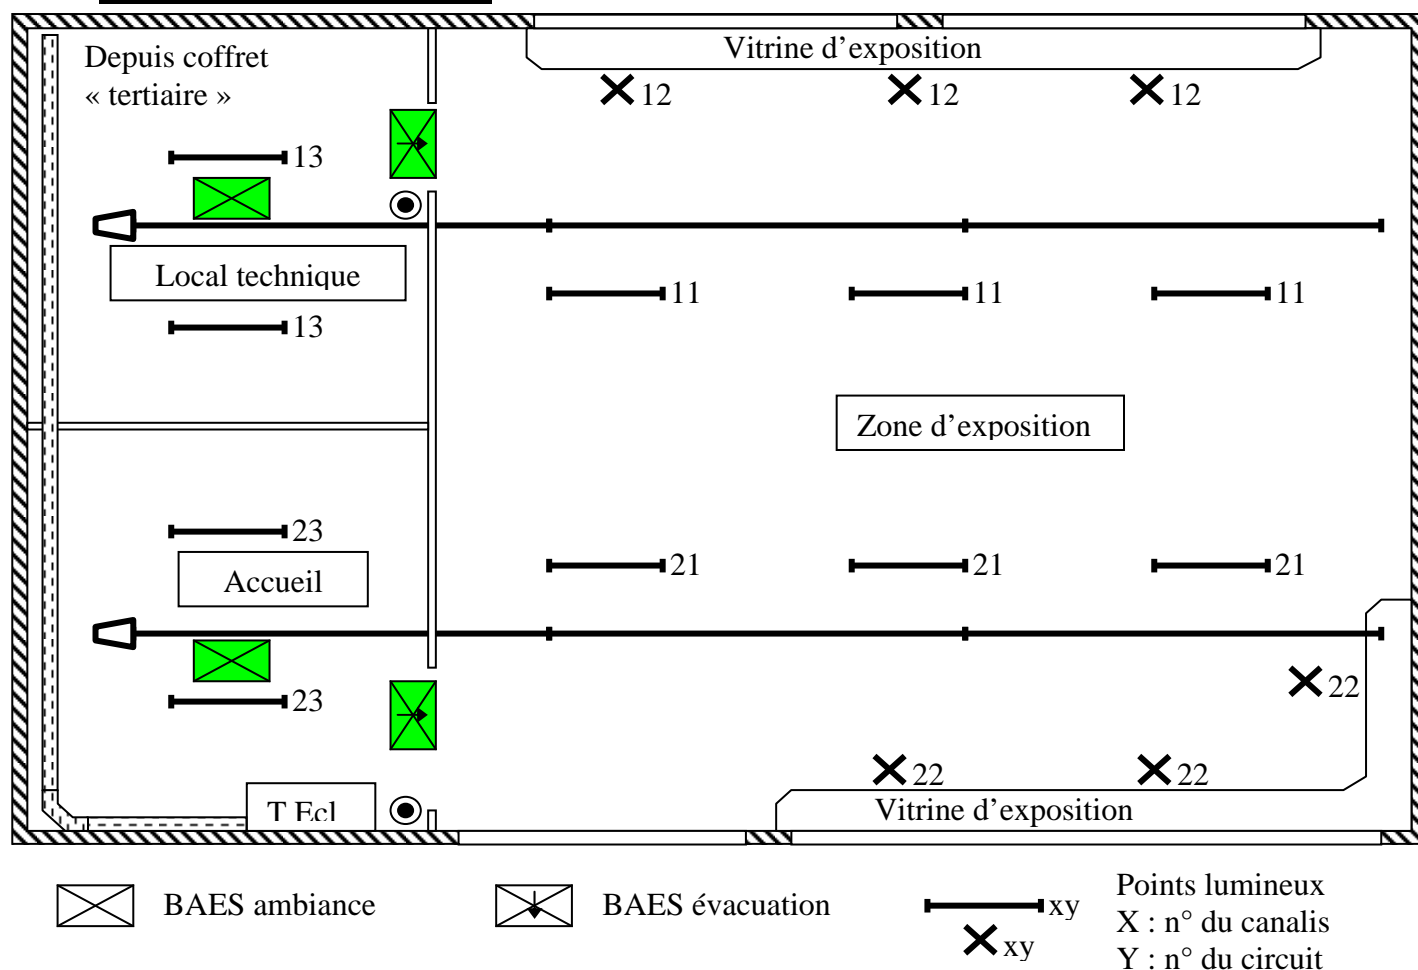 Vitrine d'exposition
Depuis coffret
« tertiaire »
12
12
12
13
Local technique
11
11
11
13
Zone d'exposition
23
21
21
21
Accueil
23
22
22
22
T Ecl
Vitrine d'exposition
BAES ambiance
BAES évacuation
xy
xy
Points lumineux
X : n° du canalis
Y : n° du circuit